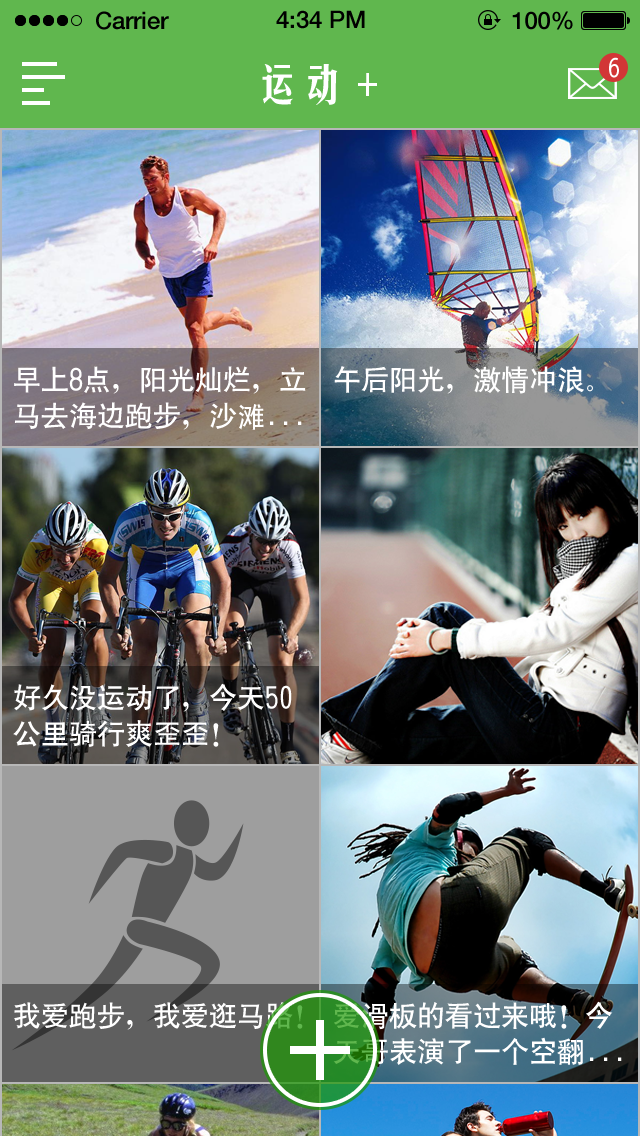 Carrier 4:34 PM 100%
运动 +
6
早上8点，阳光灿烂，立
马去海边跑步，沙滩...
午后阳光，激情冲浪。
好久没运动了，今天50
公里骑行爽歪歪！
我爱跑步，我爱逛马路！
爱滑板的看过来哦！今
天哥表演了一个空翻...